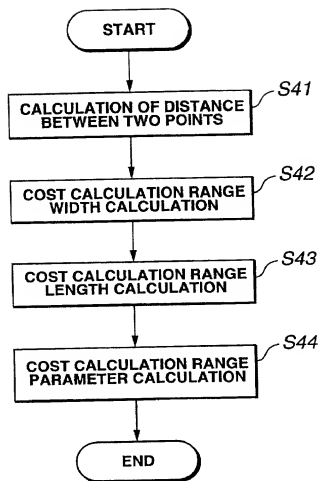 START
CALCULATION OF DISTANCE
BETWEEN TWO POINTS
S41
COST CALCULATION RANGE
WIDTH CALCULATION
S42
COST CALCULATION RANGE
LENGTH CALCULATION
S43
COST CALCULATION RANGE
PARAMETER CALCULATION
S44
END